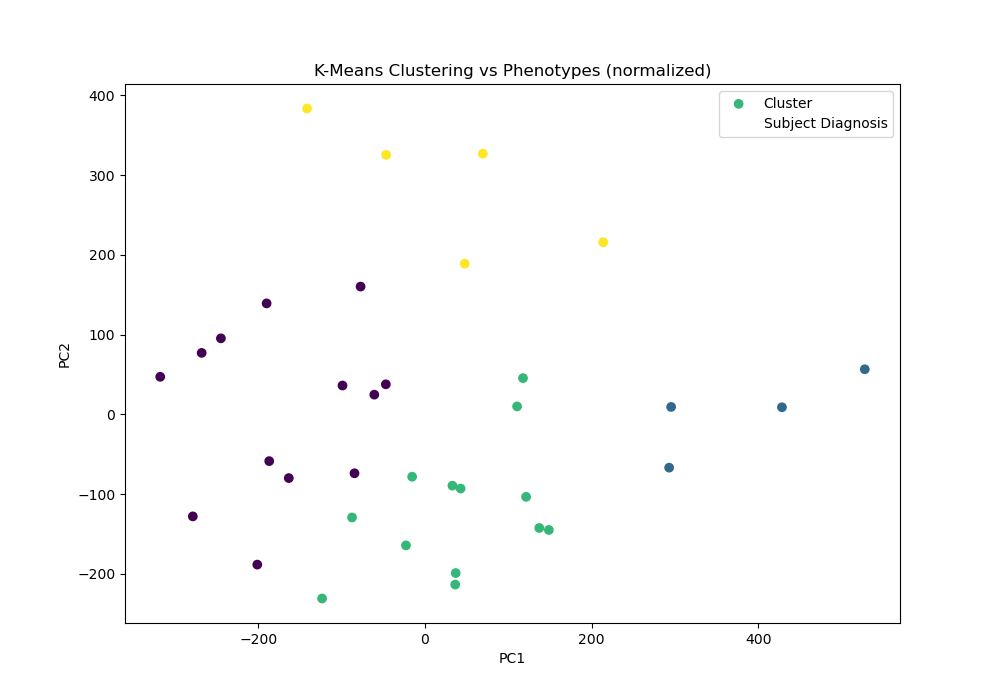 K-Means Clustering vs Phenotypes (normalized)
Cluster
Subject Diagnosis
400
300
200
100
0
−100
−200
PC2
−200
0
200
400
PC1